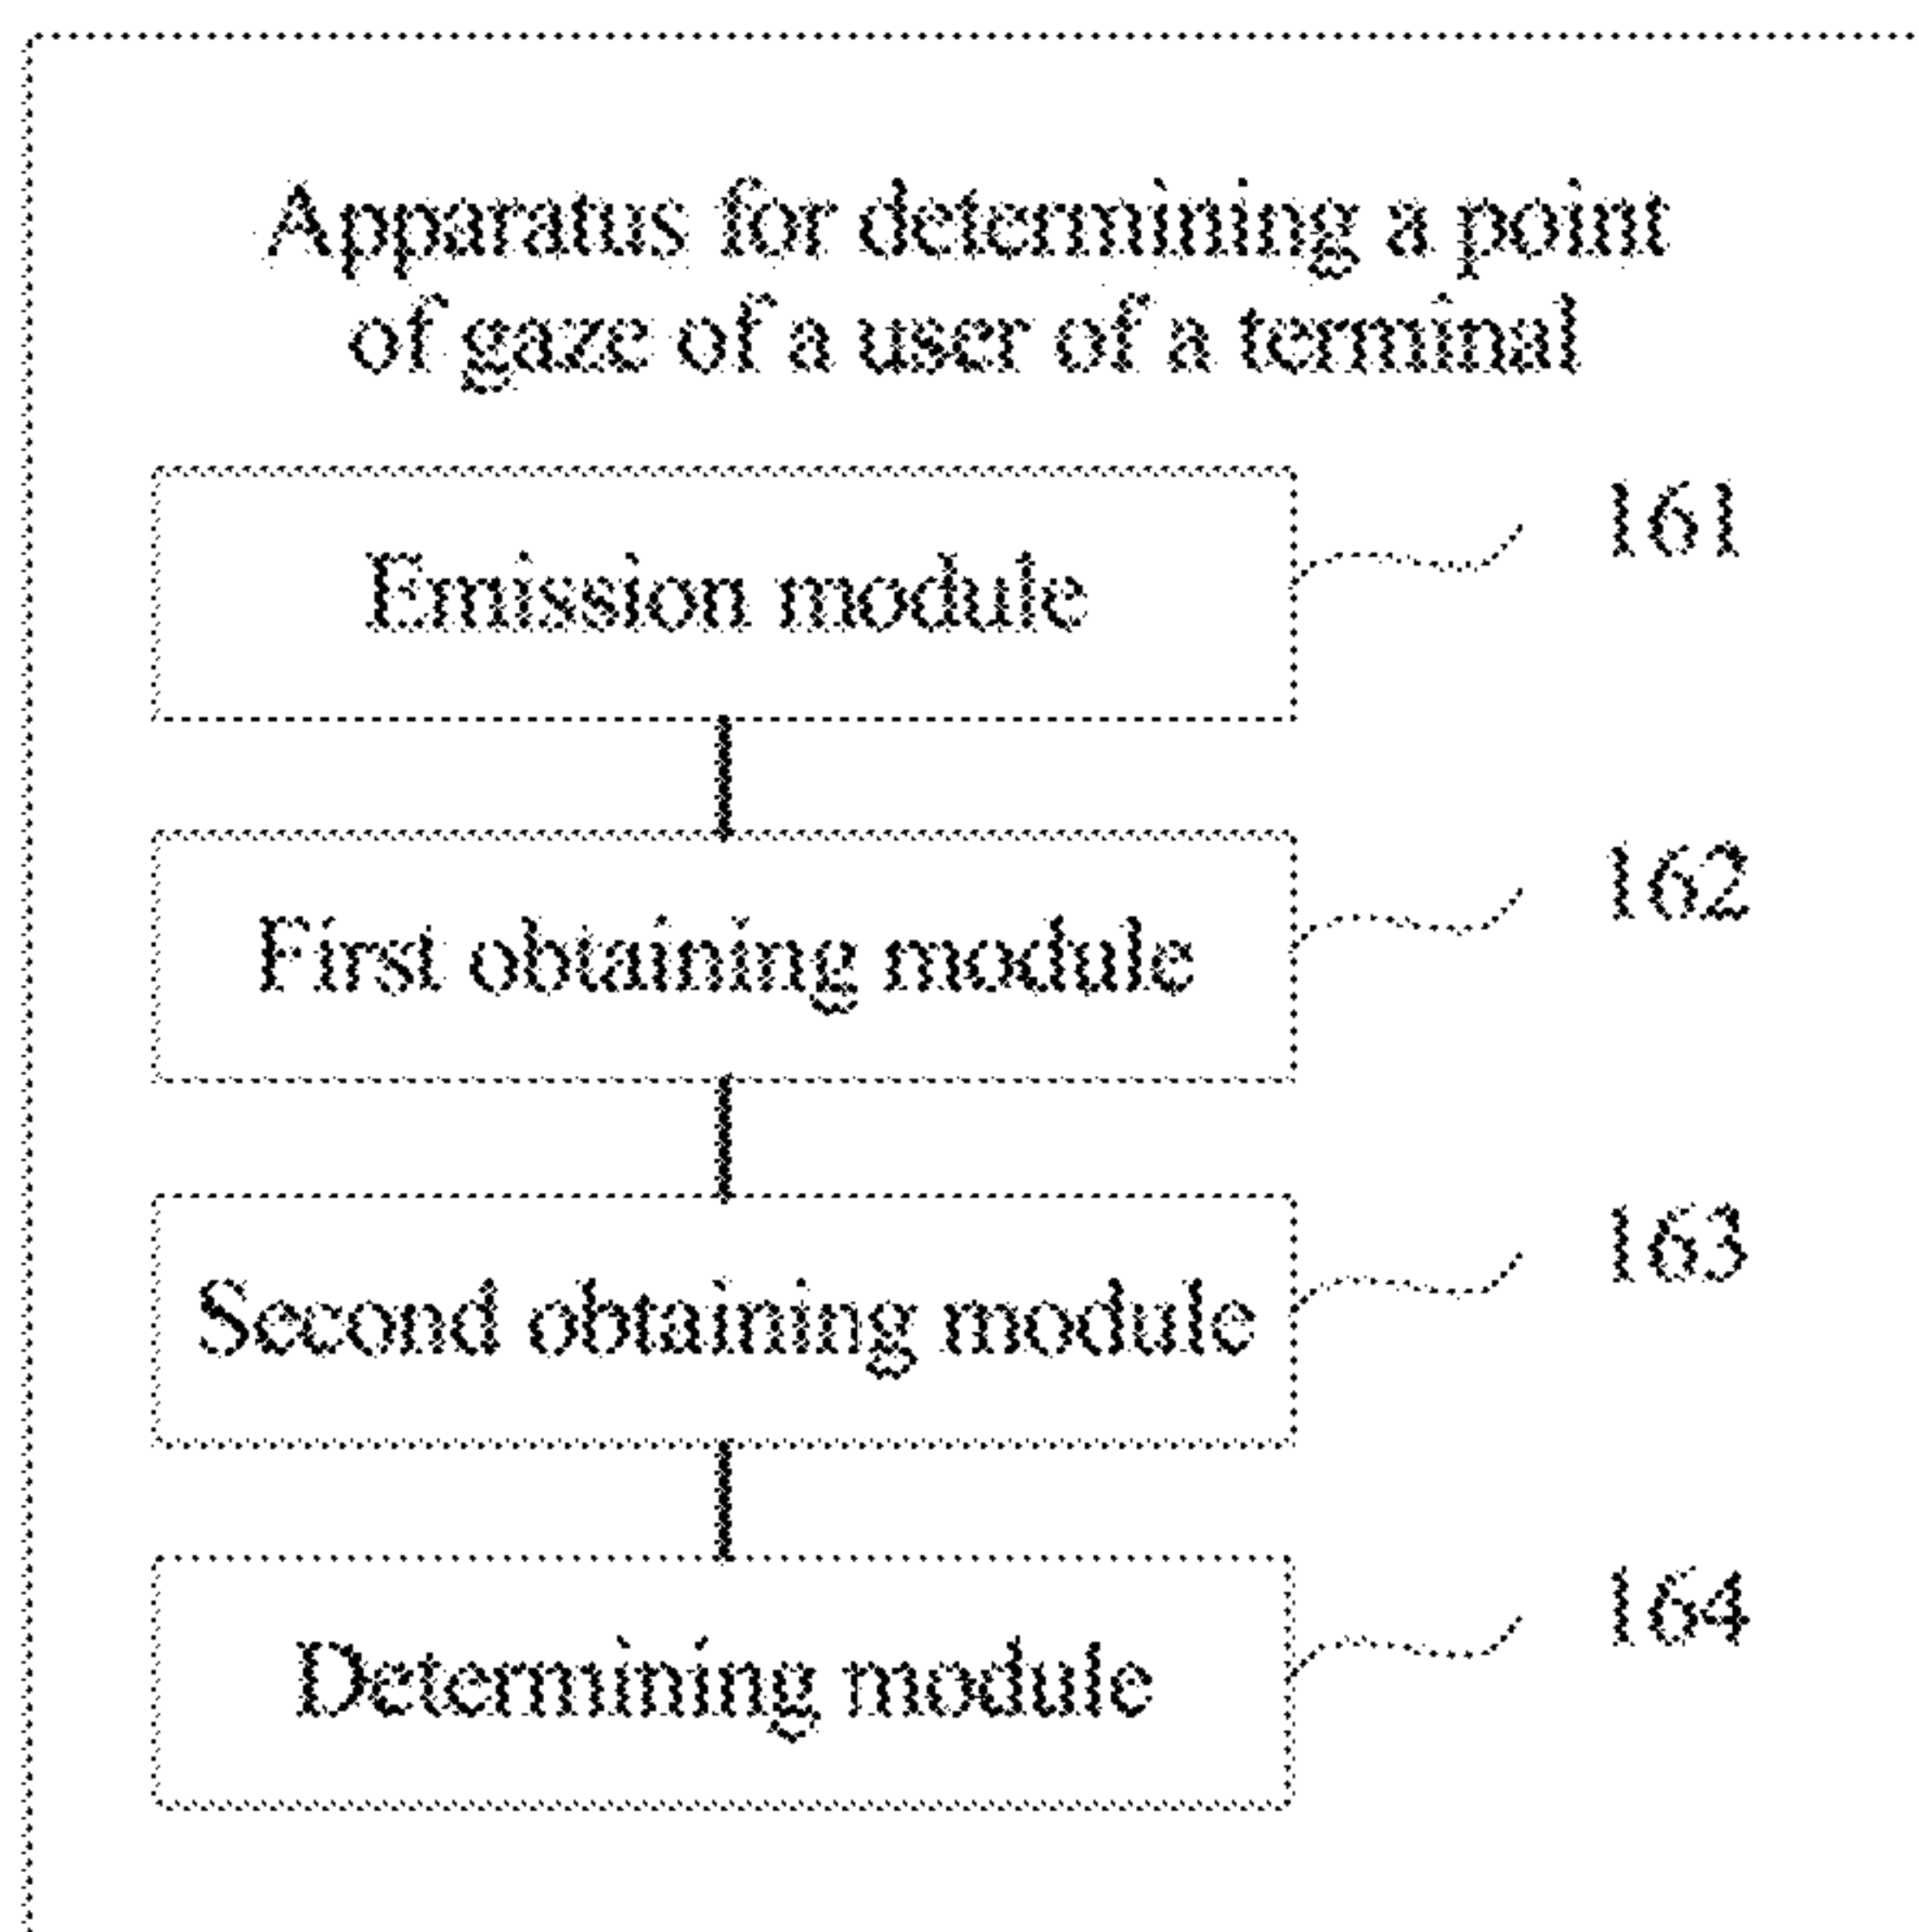 Apparatus for determining a point
of gaze of a user of a terminal
Emission module
161
First obtaining module
162
Second obtaining module
163
Determining module
164